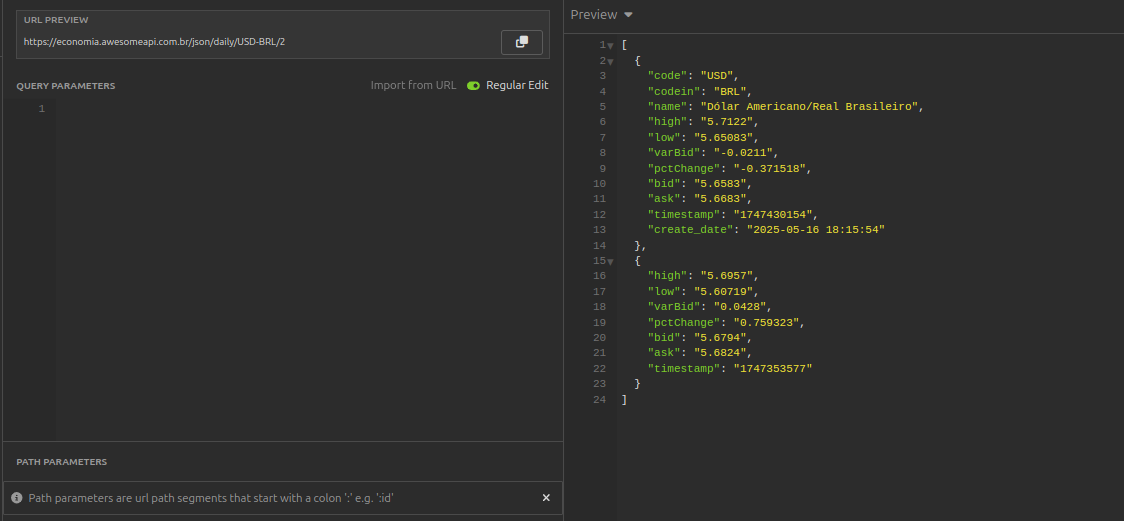 URL PREVIEW
https://economia.awesomeapi.com.br/json/daily/USD-BRL/2
QUERY PARAMETERS
Import from URL
Regular Edit
1
PATH PARAMETERS
Path parameters are url path segments that start with a colon ':' e.g. ':id'
Preview
1 [
2 {
3 "code": "USD",
4 "codein": "BRL",
5 "name": "Dólar Americano/Real Brasileiro",
6 "high": "5.7122",
7 "low": "5.65083",
8 "varBid": "-0.0211",
9 "pctChange": "-0.371518",
10 "bid": "5.6583",
11 "ask": "5.6683",
12 "timestamp": "1747430154",
13 "create_date": "2025-05-16 18:15:54"
14 },
15 {
16 "high": "5.6957",
17 "low": "5.60719",
18 "varBid": "0.0428",
19 "pctChange": "0.759323",
20 "bid": "5.6794",
21 "ask": "5.6824",
22 "timestamp": "1747353577"
23 }
24 ]